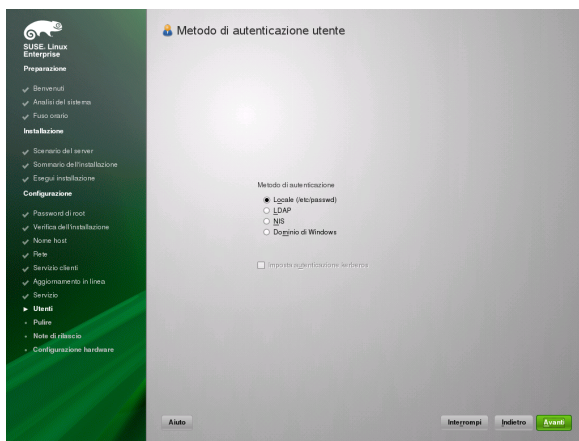 SUSE. Linux
Enterprise
Preparazione
Benvenuti
Analisi del sistema
Fuso orario
Installazione
Scenario del server
Sommario dell'installazione
Esegui installazione
Configurazione
Password di root
Verifica dell'installazione
Nome host
Rete
Servizio clienti
Aggiornamento in linea
Servizio
Utenti
Pulire
Note di rilascio
Configurazione hardware
Metodo di autenticazione utente
Metodo di autenticazione
Locale (/etc/passwd)
LDAP
NIS
Dominio di Windows
Imposta autenticazione kerberos
Aiuto
Interrompi
Indietro
Avanti